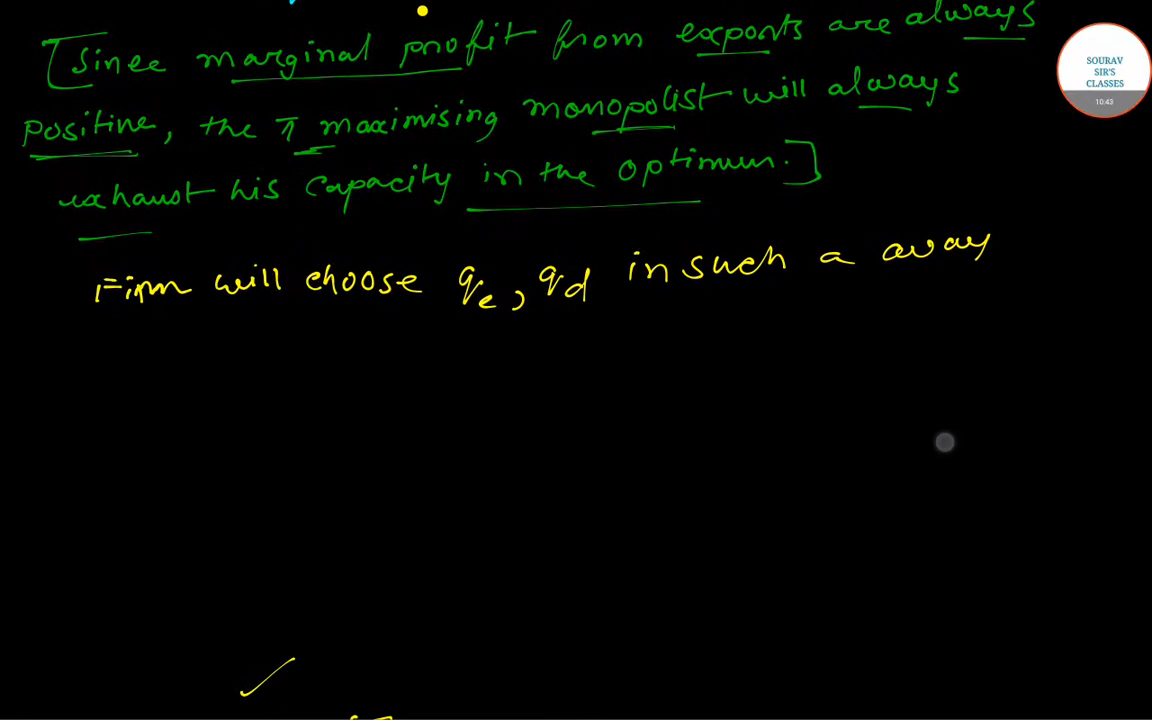 [Since marginal profit from exports are always
positive, the π maximising monopolist will always
exhaust his capacity in the optimum.]
Firm will choose qe, qd in such a way
SOURAV
SIR'S
CLASSES
10:43